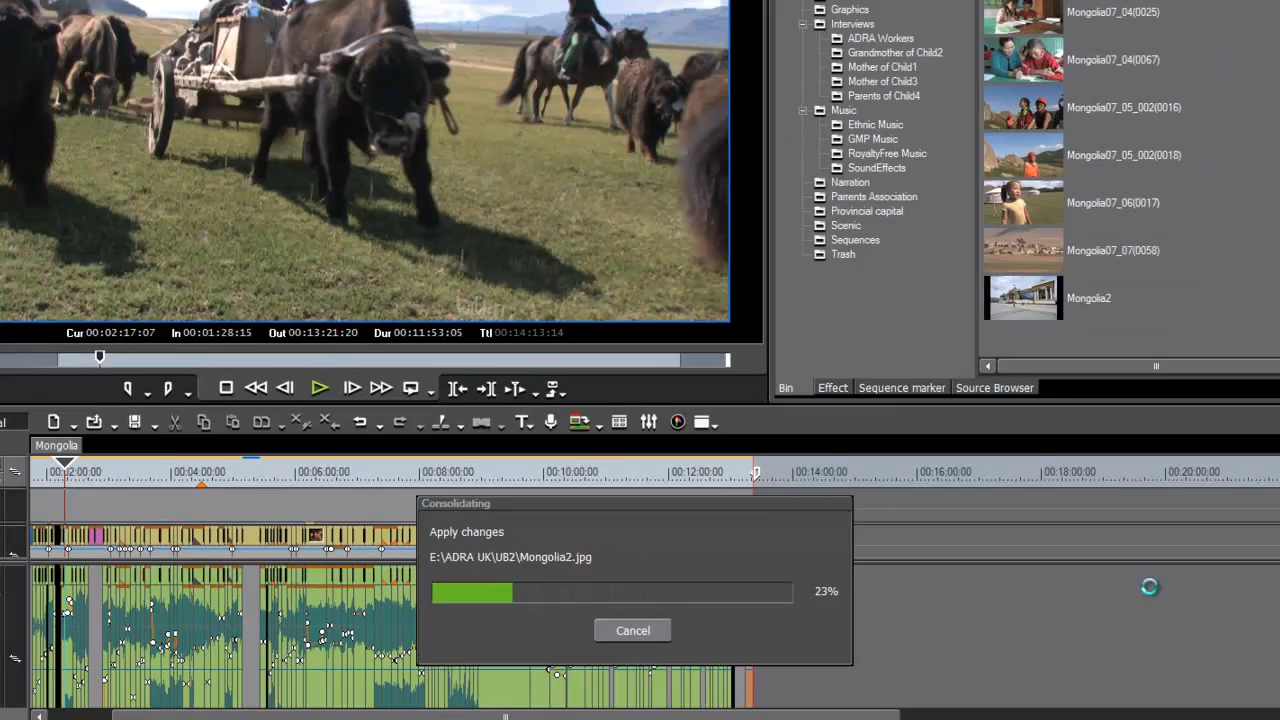 Graphics
Interviews
ADRA Workers
Grandmother of Child2
Mother of Child1
Mother of Child3
Parents of Child4
Music
Ethnic Music
GMP Music
RoyaltyFree Music
SoundEffects
Narration
Parrents Association
Provincial capital
Scenic
Sequences
Trash
Mongolia07_04(0025)
Mongolia07_04(0067)
Mongolia07_05_002(0016)
Mongolia07_05_002(0018)
Mongolia07_06(0017)
Mongolia07_07(0058)
Mongolia2
Cur 00:02:17:07 In 00:01:28:15 Out 00:13:21:20 Dur 00:11:53:05 Ttl 00:14:13:14
Bin Effect Sequence marker Source Browser
Mongolia
00:02:00:00 00:04:00:00 00:06:00:00 00:08:00:00 00:10:00:00 00:12:00:00 00:14:00:00 00:16:00:00 00:18:00:00 00:20:00:00
Consolidating
Apply changes
E:\ADRA UK\UB2\Mongolia2.jpg
23%
Cancel